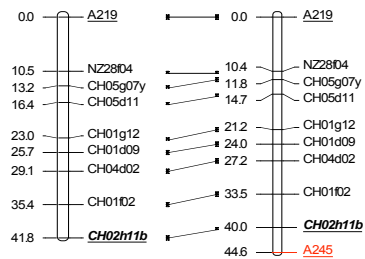 0.0 A219 0.0 A219
10.5 NZ28f04 10.4 NZ28f04
13.2 CH05g07y 11.8 CH05g07y
16.4 CH05d11 14.7 CH05d11
23.0 CH01g12 21.2 CH01g12
25.7 CH01d09 24.0 CH01d09
29.1 CH04d02 27.2 CH04d02
35.4 CH01f02 33.5 CH01f02
41.8 CH02h11b 40.0 CH02h11b
44.6 A245